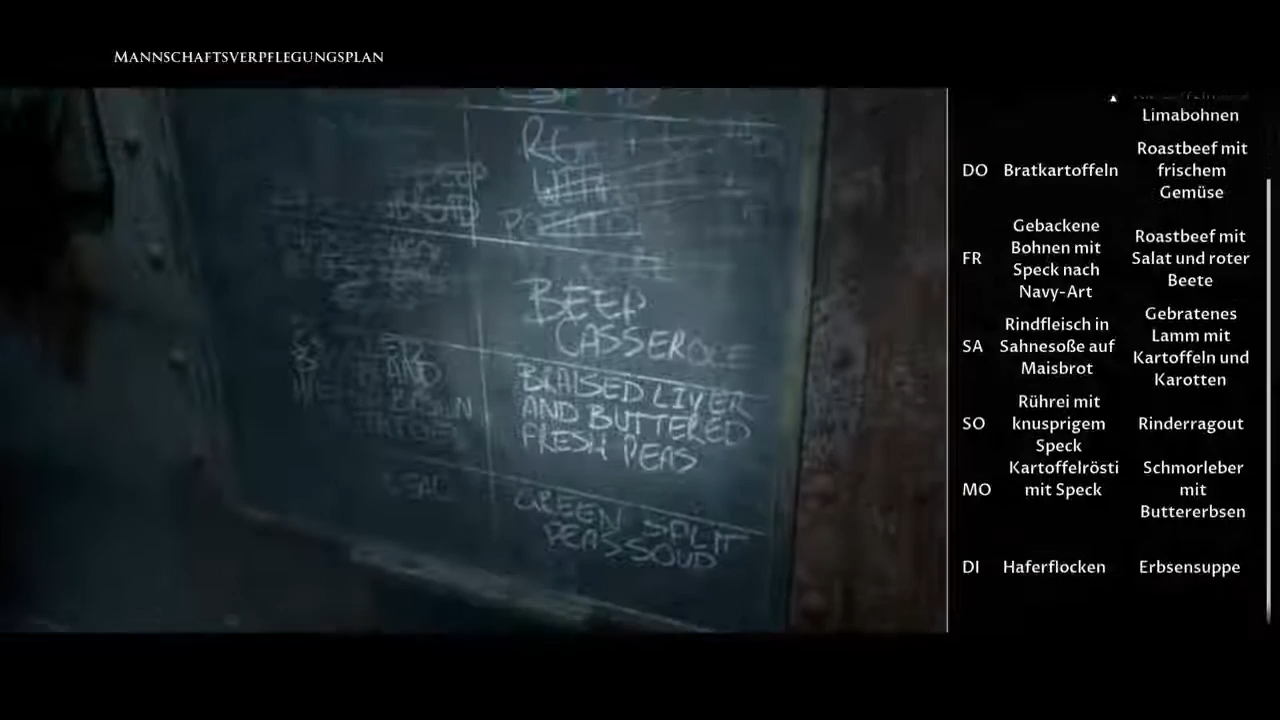 MANNSCHAFTSVERPFLEGUNGSPLAN
BEEF
CASSEROLE
BRAISED LIVER
AND BUTTERED
FRESH PEAS
AND
GREEN SPLIT
PEAS SOUP
Limabohnen
DO Bratkartoffeln Roastbeef mit frischem Gemüse
FR Gebackene Bohnen mit Speck nach Navy-Art Roastbeef mit Salat und roter Beete
SA Rindfleisch in Sahnesoße auf Maisbrot Gebratenes Lamm mit Kartoffeln und Karotten
SO Rührei mit knusprigem Speck Rinderragout
MO Kartoffelrösti mit Speck Schmorleber mit Buttererbsen
DI Haferflocken Erbsensuppe